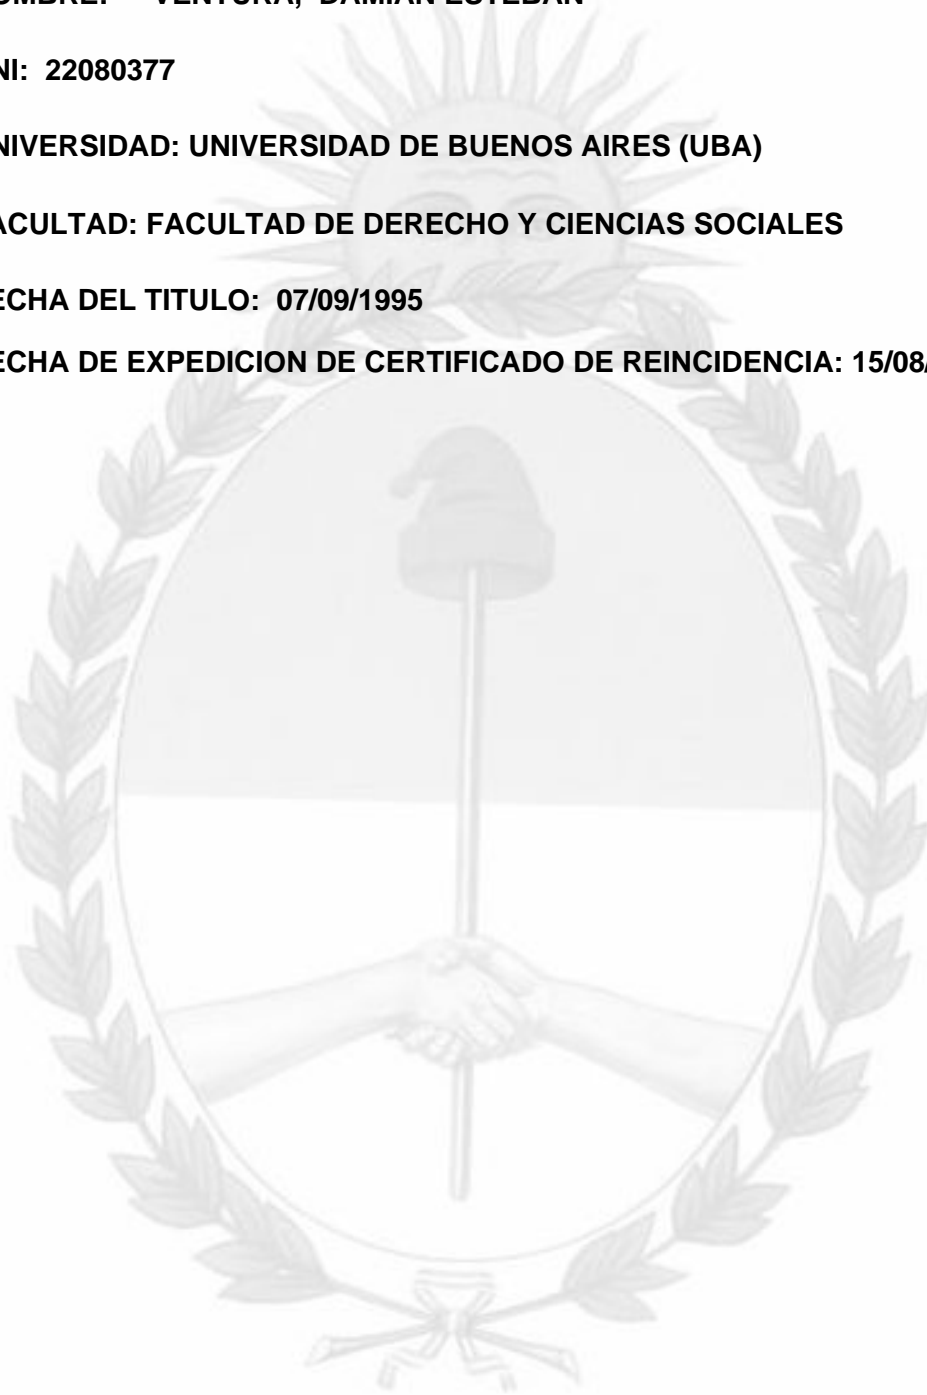 OMBRE: VENTURA, DAMIAN ESTEBAN
NI: 22080377
NIVERSIDAD: UNIVERSIDAD DE BUENOS AIRES (UBA)
ACULTAD: FACULTAD DE DERECHO Y CIENCIAS SOCIALES
ECHA DEL TITULO: 07/09/1995
ECHA DE EXPEDICION DE CERTIFICADO DE REINCIDENCIA: 15/08/